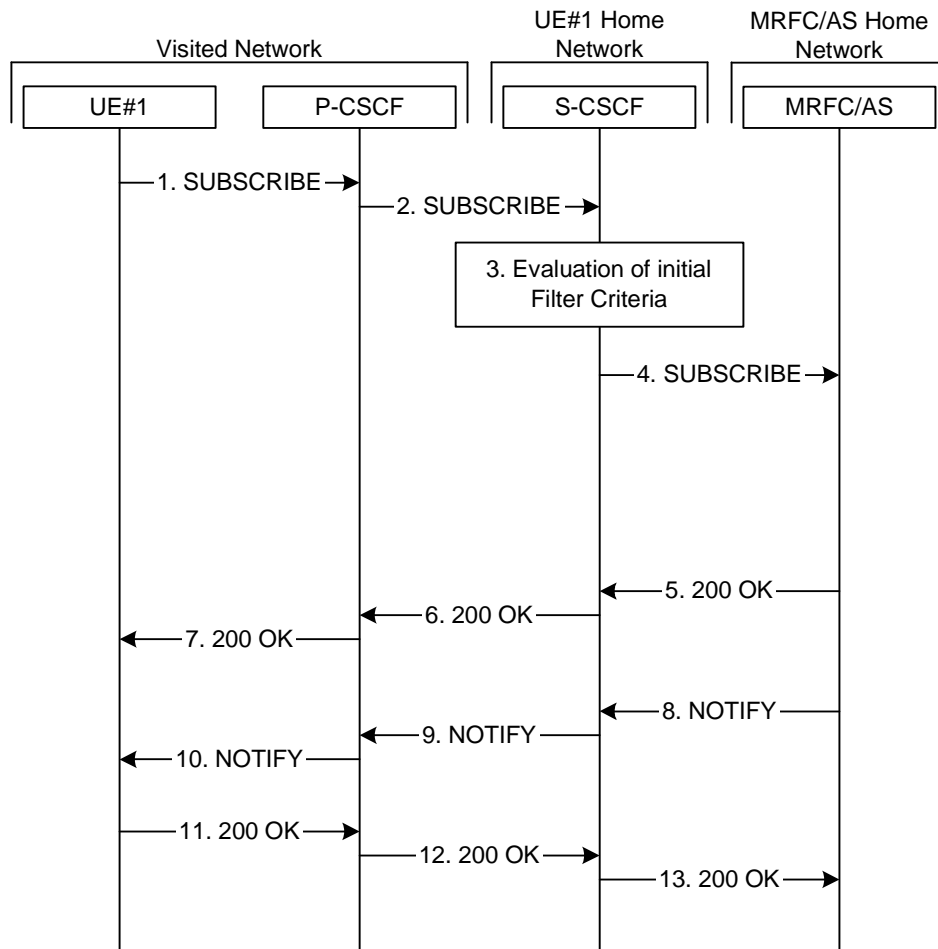 Visited Network
UE#1 Home
Network
MRFC/AS Home
Network
UE#1
P-CSCF
S-CSCF
MRFC/AS
1. SUBSCRIBE
2. SUBSCRIBE
3. Evaluation of initial
Filter Criteria
4. SUBSCRIBE
5. 200 OK
6. 200 OK
7. 200 OK
8. NOTIFY
9. NOTIFY
10. NOTIFY
11. 200 OK
12. 200 OK
13. 200 OK